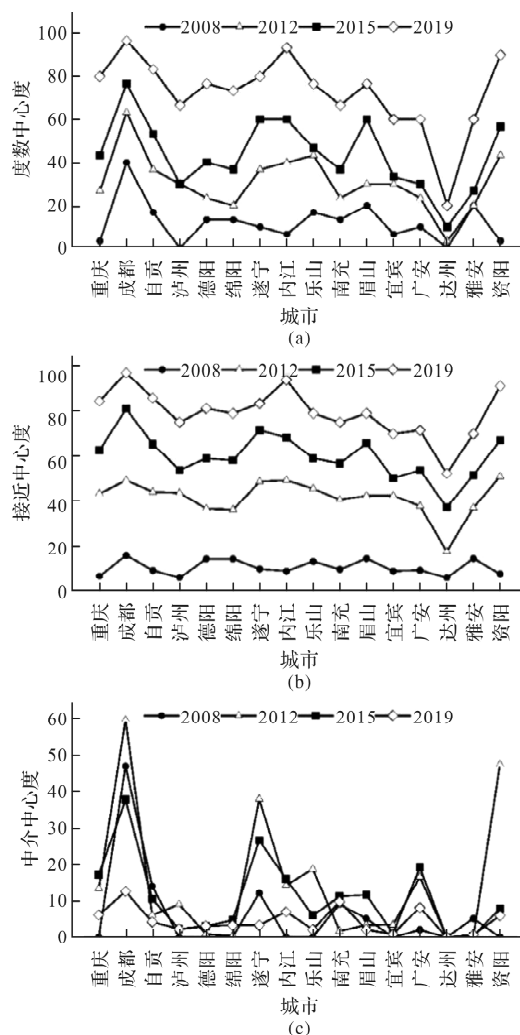 2008 2012 2015 2019
100
80
60
40
20
0
度数中心度
重庆 成都 自贡 泸州 德阳 绵阳 遂宁 内江 乐山 南充 眉山 宜宾 广安 达州 雅安 资阳
城市
(a)
2008 2012 2015 2019
100
80
60
40
20
0
接近中心度
重庆 成都 自贡 泸州 德阳 绵阳 遂宁 内江 乐山 南充 眉山 宜宾 广安 达州 雅安 资阳
城市
(b)
2008 2012 2015 2019
60
50
40
30
20
10
0
中介中心度
重庆 成都 自贡 泸州 德阳 绵阳 遂宁 内江 乐山 南充 眉山 宜宾 广安 达州 雅安 资阳
城市
(c)